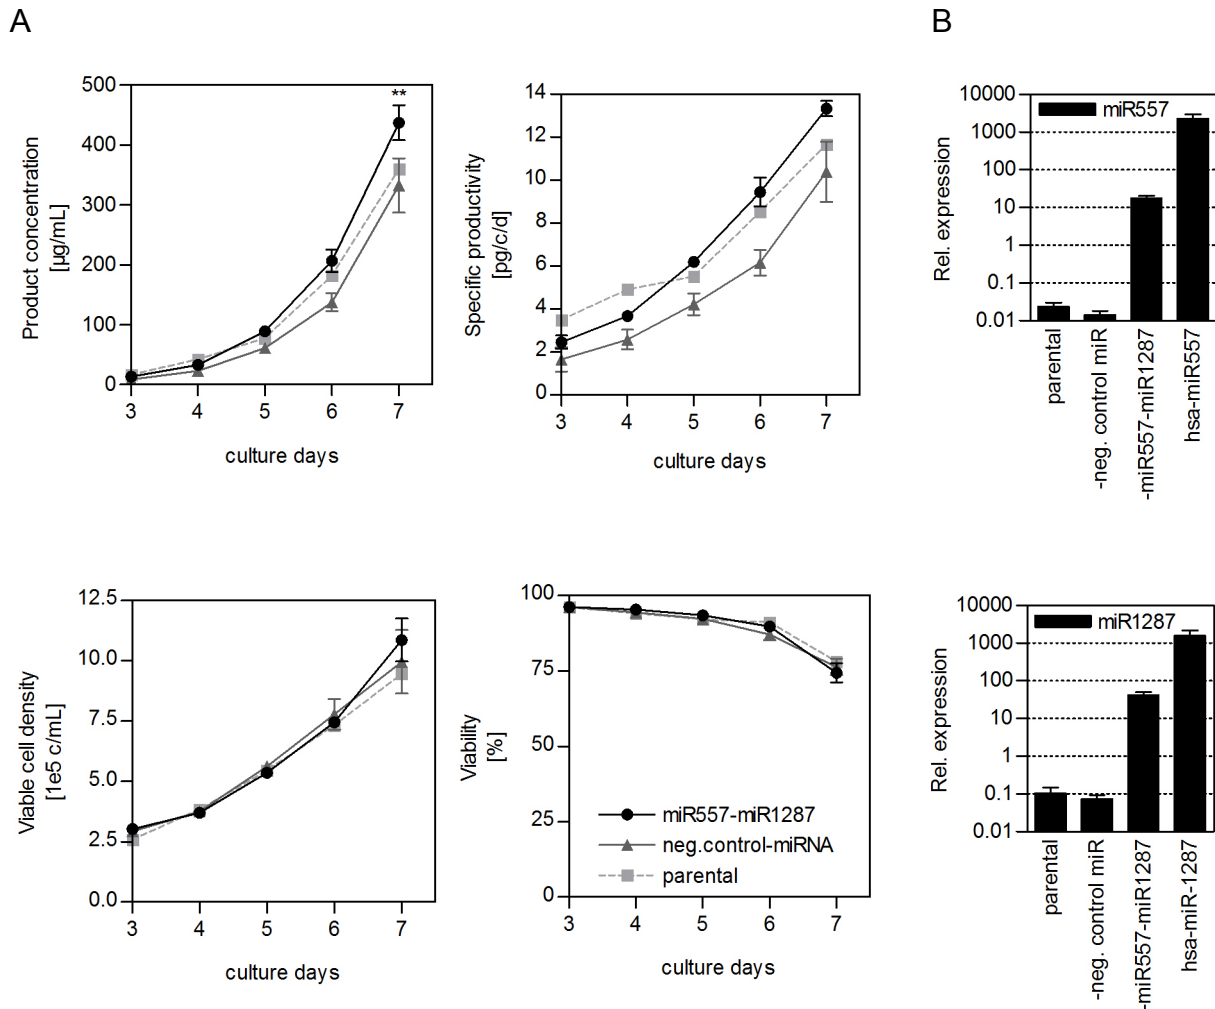 A
B
Product concentration
[µg/mL]
500
400
300
200
100
0
**
3 4 5 6 7
culture days
Specific productivity
[pg/c/d]
14
12
10
8
6
4
2
0
3 4 5 6 7
culture days
Rel. expression
10000
1000
100
10
1
0.1
0.01
miR557
parental
-neg. control miR
-miR557-miR1287
hsa-miR557
Viable cell density
[1e5 c/mL]
12.5
10.0
7.5
5.0
2.5
0.0
3 4 5 6 7
culture days
Viability
[%]
100
75
50
25
0
miR557-miR1287
neg.control-miRNA
parental
3 4 5 6 7
culture days
Rel. expression
10000
1000
100
10
1
0.1
0.01
miR1287
parental
-neg. control miR
-miR557-miR1287
hsa-miR-1287